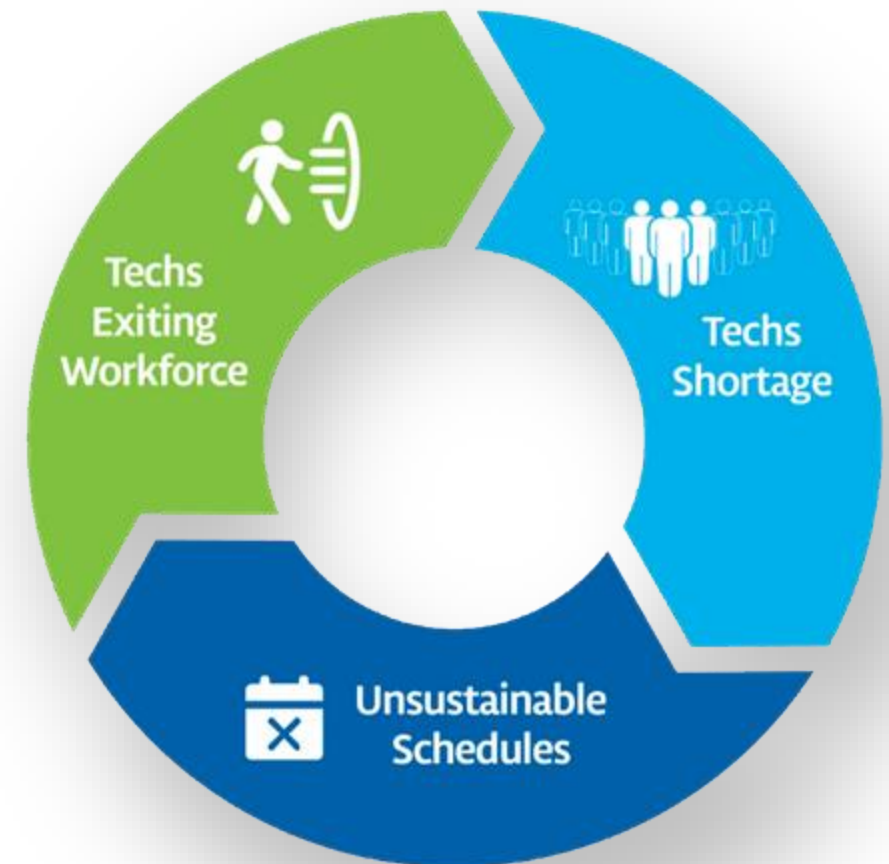 Techs
Exiting
Workforce
Techs
Shortage
Unsustainable
Schedules